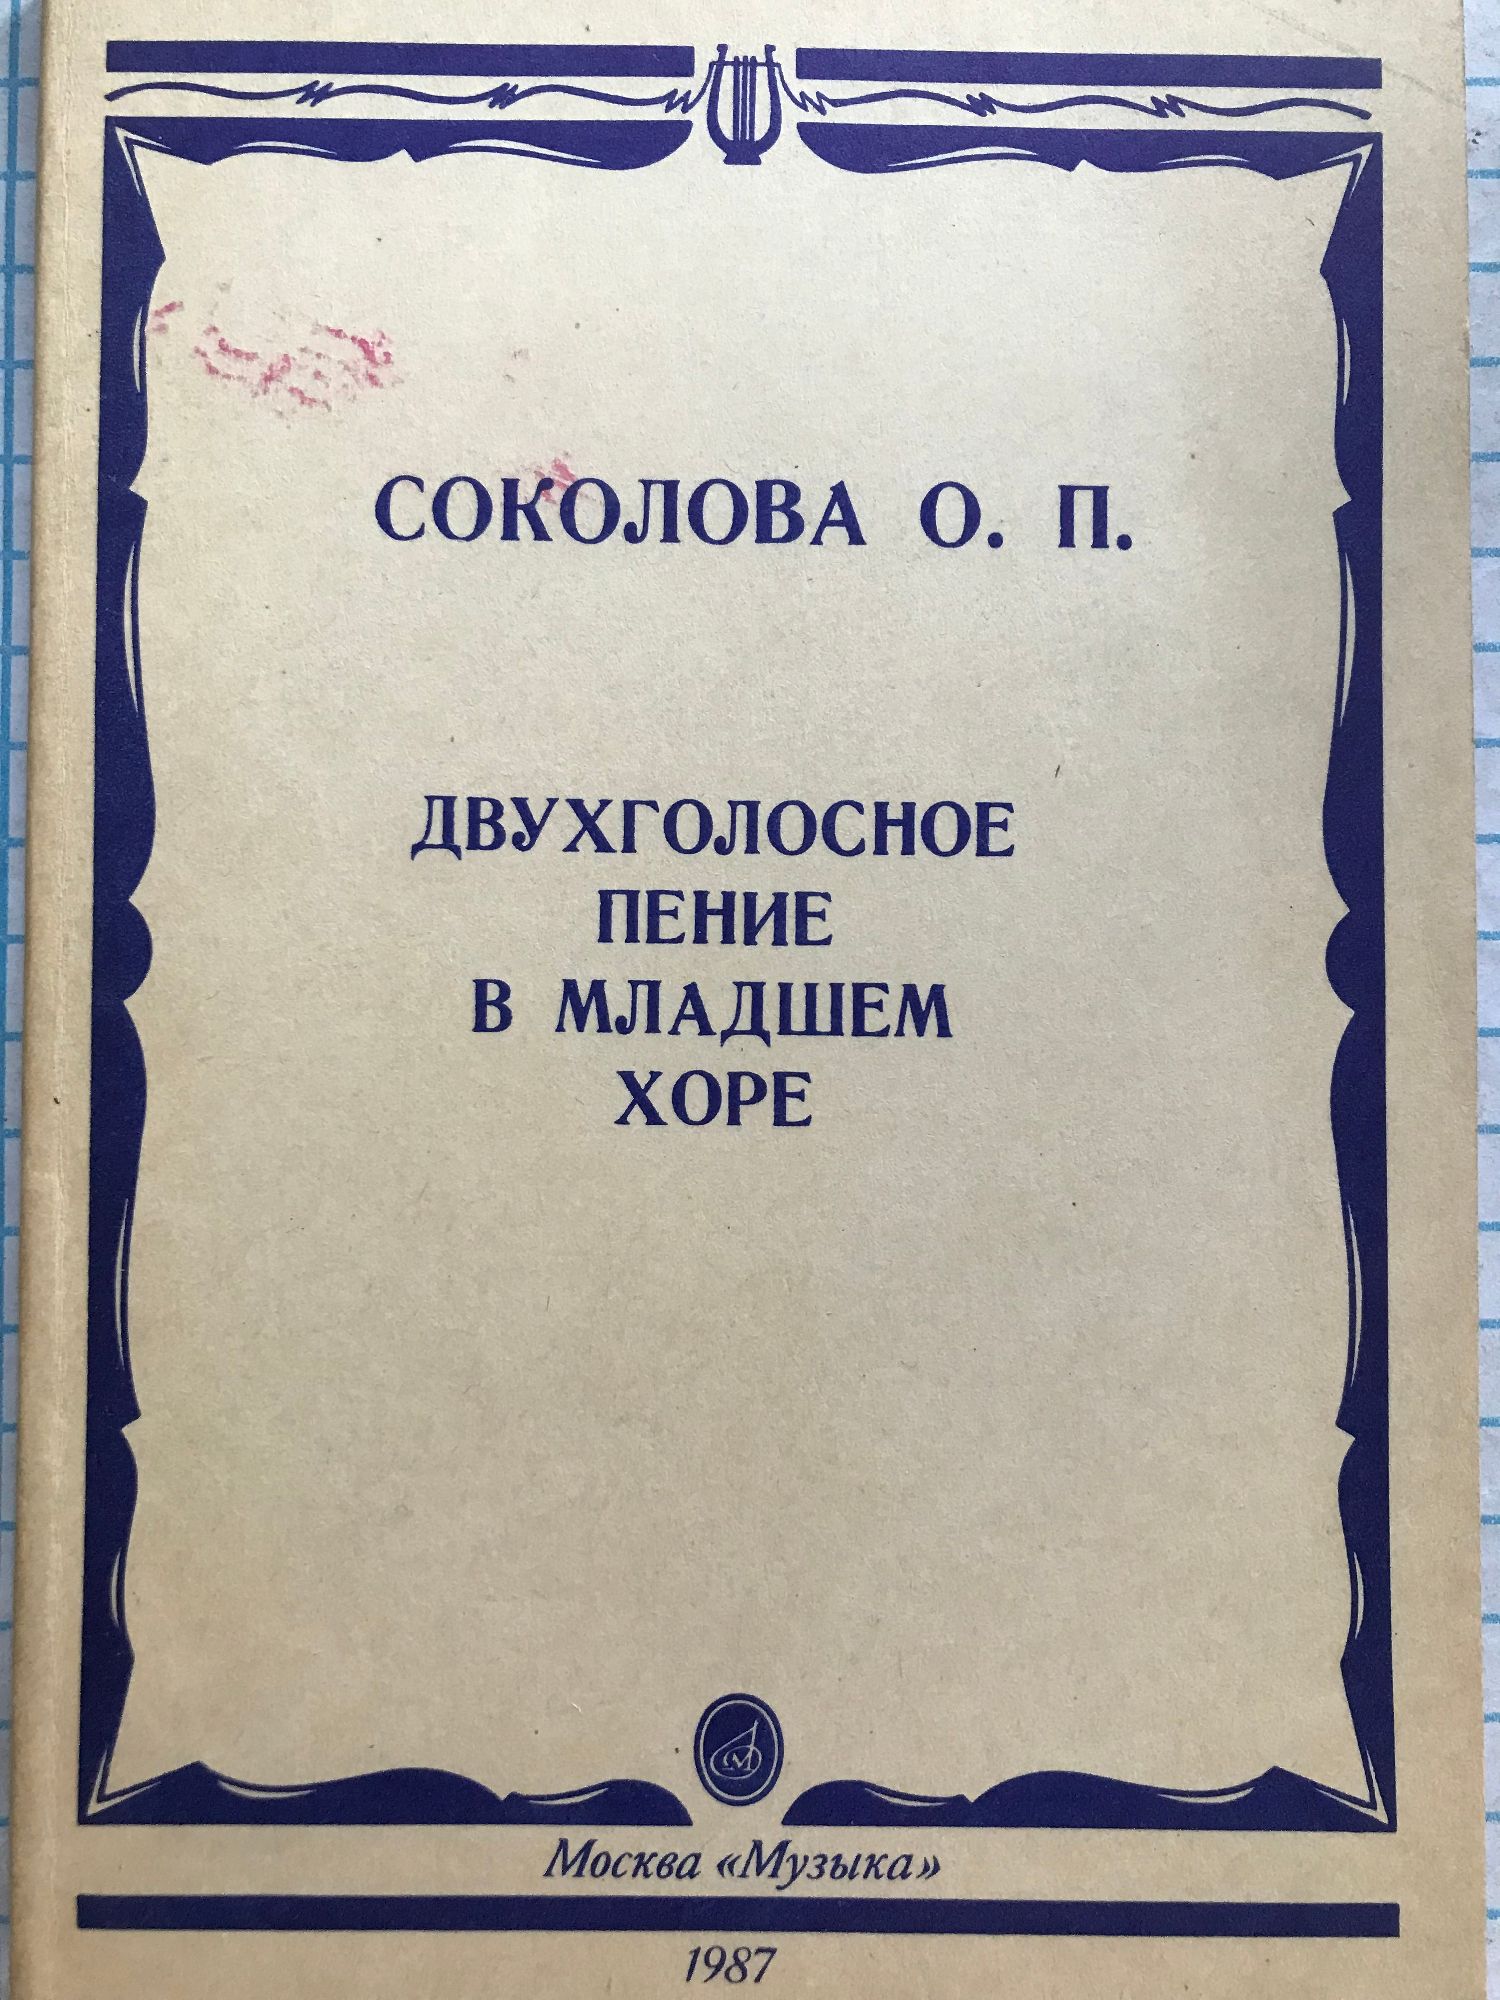 СОКОЛОВА О. П.
ДВУХГОЛОСНОЕ
ПЕНИЕ
В МЛАДШЕМ
ХОРЕ
М
Москва «Музыка»
1987